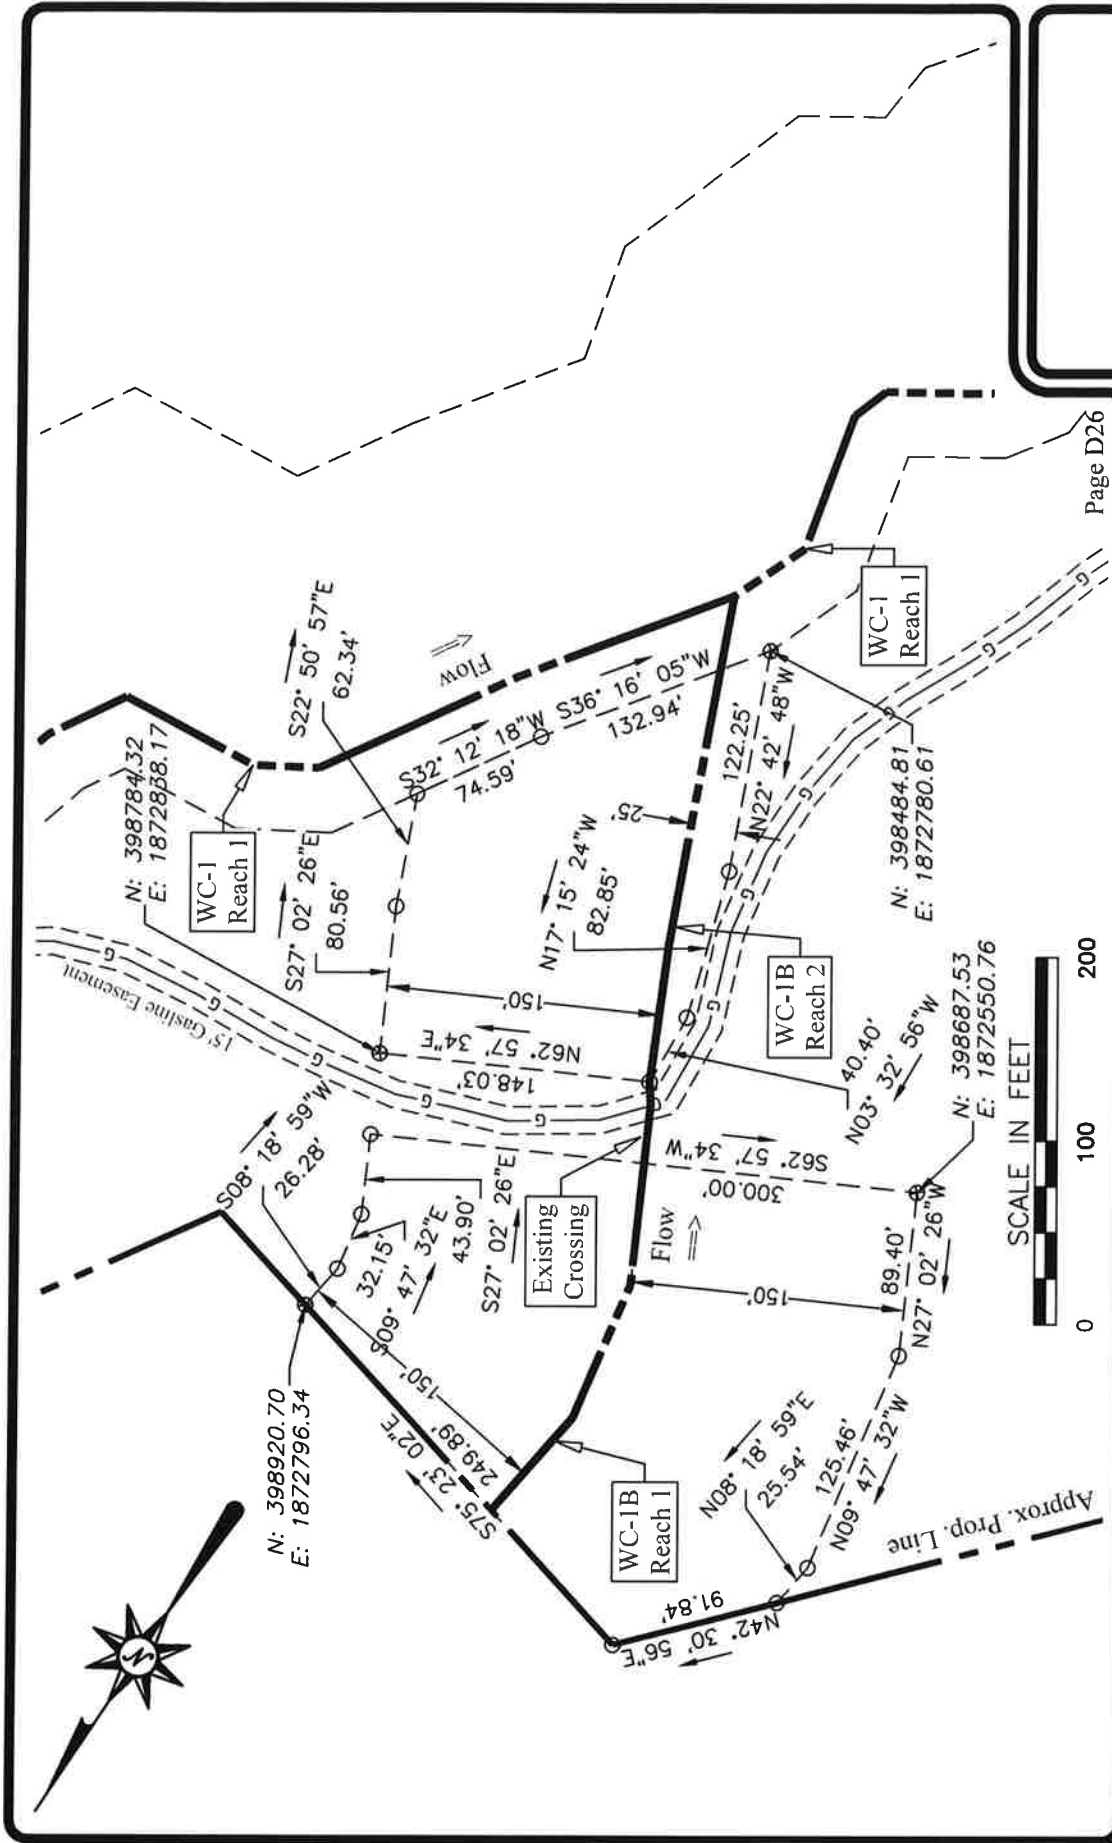 N: 398784.32
E: 1872838.17
S22° 50' 57"E
62.34'
WC-1
Reach 1
S27° 02' 26"E
80.56'
15' Gasline Easement
G
G
G
G
G
G
G
G
G
G
G
Flow
==>
S32° 12' 18"W
74.59'
S36° 16' 05"W
132.94'
WC-1
Reach 1
122.25'
N22° 42' 48"W
25'
N17° 15' 24"W
82.85'
150'
N62° 57' 34"E
148.03'
WC-1B
Reach 2
40.40'
N03° 32' 56"W
N: 398484.81
E: 1872780.61
S08° 18' 59"W
26.28'
32.15'
S09° 47' 32"E
43.90'
S27° 02' 26"E
N: 398920.70
E: 1872796.34
150'
249.89'
S75° 23' 02"E
Existing
Crossing
S62° 57' 34"W
300.00'
Flow
==>
150'
N: 398687.53
E: 1872550.76
89.40'
N27° 02' 26"W
WC-1B
Reach 1
N08° 18' 59"E
25.54'
125.46'
N09° 47' 32"W
91.84'
N42° 30' 56"E
Approx. Prop. Line
N
SCALE IN FEET
0 100 200
Page D26